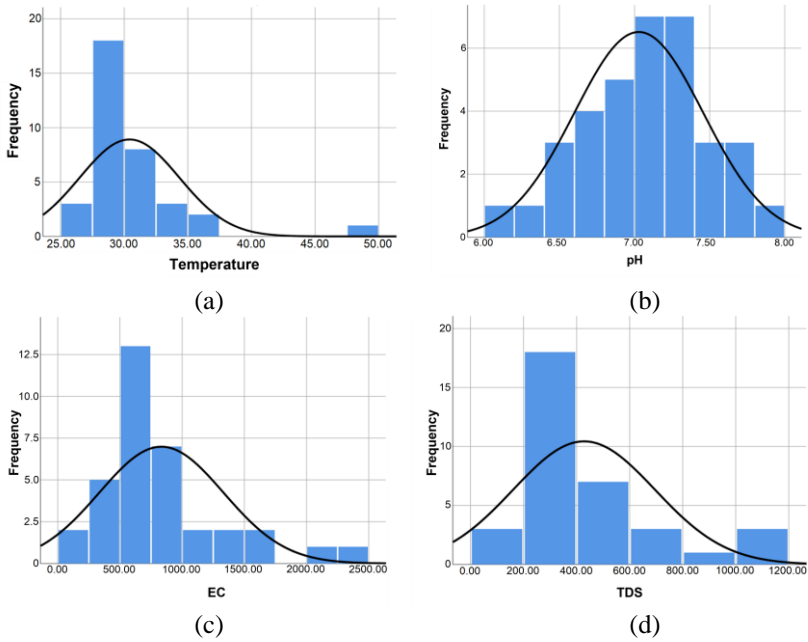 20
15
10
5
0
Frequency
25.00 30.00 35.00 40.00 45.00 50.00
Temperature
(a)
6
4
2
0
Frequency
6.00 6.50 7.00 7.50 8.00
pH
(b)
12.5
10.0
7.5
5.0
2.5
0.0
Frequency
0.00 500.00 1000.00 1500.00 2000.00 2500.00
EC
(c)
20
15
10
5
0
Frequency
0.00 200.00 400.00 600.00 800.00 1000.00 1200.00
TDS
(d)